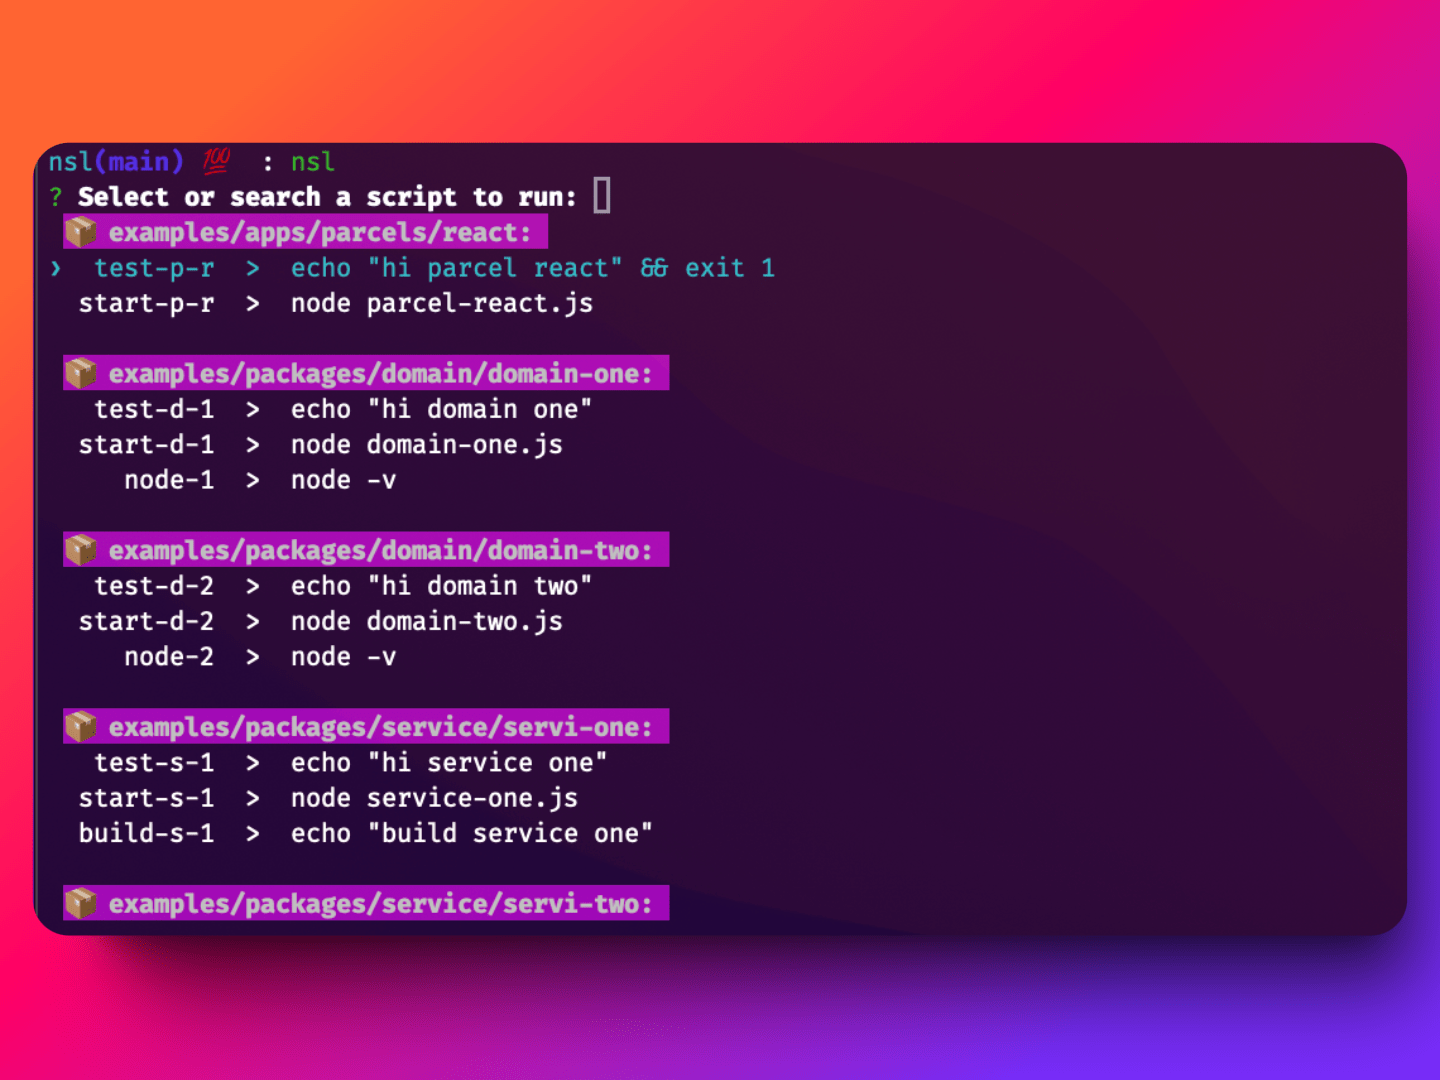 nsl(main) 💯 : nsl
? Select or search a script to run:
📦 examples/apps/parcels/react:
❯ test-p-r > echo "hi parcel react" && exit 1
start-p-r > node parcel-react.js
📦 examples/packages/domain/domain-one:
test-d-1 > echo "hi domain one"
start-d-1 > node domain-one.js
node-1 > node -v
📦 examples/packages/domain/domain-two:
test-d-2 > echo "hi domain two"
start-d-2 > node domain-two.js
node-2 > node -v
📦 examples/packages/service/servi-one:
test-s-1 > echo "hi service one"
start-s-1 > node service-one.js
build-s-1 > echo "build service one"
📦 examples/packages/service/servi-two: